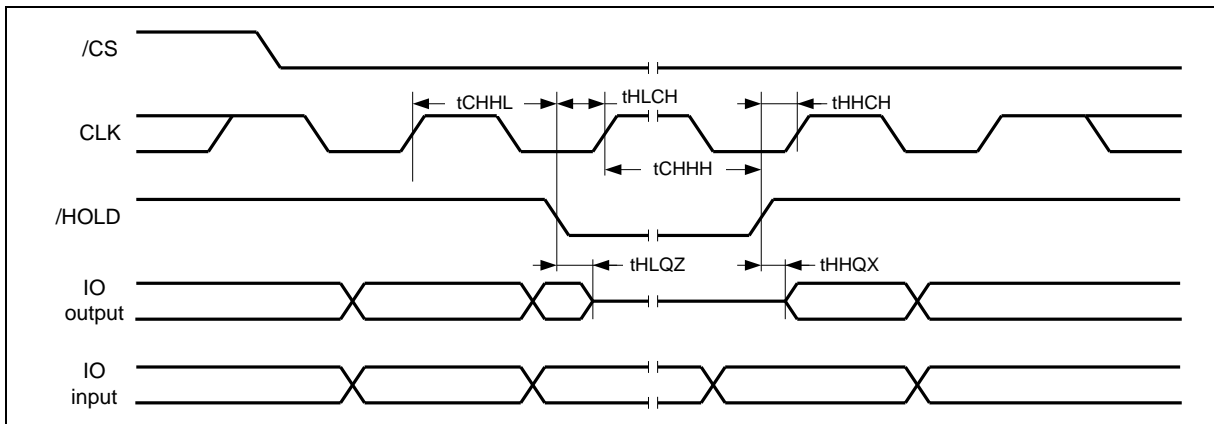 /CS
tCHHL
tHLCH
tHHCH
CLK
tCHHH
/HOLD
tHLQZ
tHHQX
IO
output
IO
input